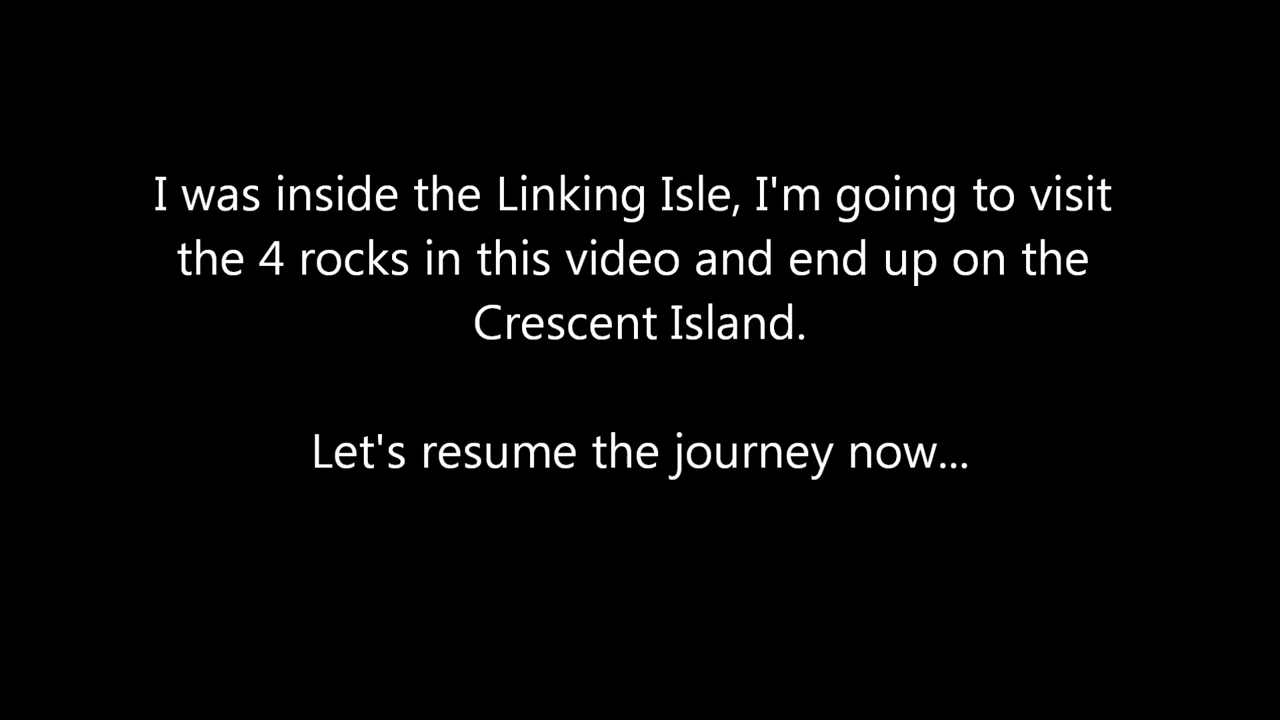 I was inside the Linking Isle, I'm going to visit
the 4 rocks in this video and end up on the
Crescent Island.
Let's resume the journey now...